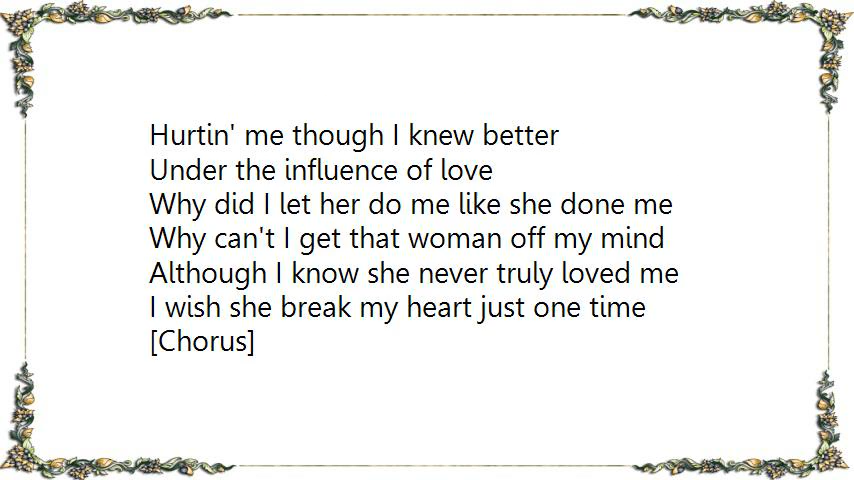 Hurtin' me though I knew better
Under the influence of love
Why did I let her do me like she done me
Why can't I get that woman off my mind
Although I know she never truly loved me
I wish she break my heart just one time
[Chorus]